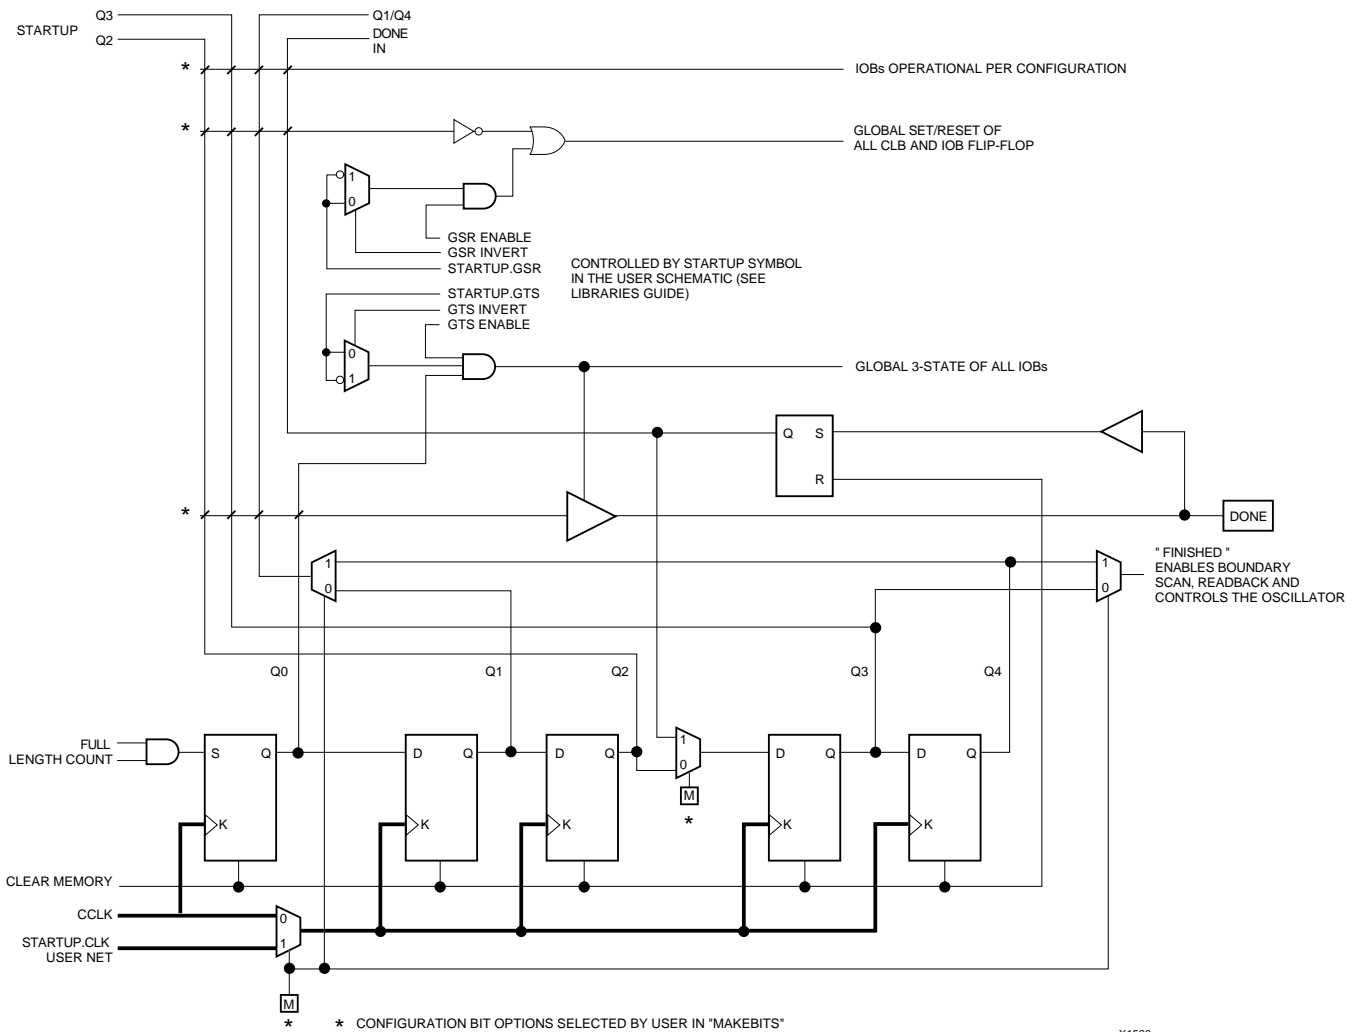 Q3
STARTUP
Q2
Q1/Q4
DONE
IN
* IOBs OPERATIONAL PER CONFIGURATION
*
GLOBAL SET/RESET OF
ALL CLB AND IOB FLIP-FLOP
1
0
GSR ENABLE
GSR INVERT
STARTUP.GSR
CONTROLLED BY STARTUP SYMBOL
IN THE USER SCHEMATIC (SEE
LIBRARIES GUIDE)
STARTUP.GTS
GTS INVERT
GTS ENABLE
0
1
GLOBAL 3-STATE OF ALL IOBs
Q S
R
*
DONE
1
0
1
0
" FINISHED "
ENABLES BOUNDARY
SCAN, READBACK AND
CONTROLS THE OSCILLATOR
Q0 Q1 Q2 Q3 Q4
FULL
LENGTH COUNT
S Q
K
D Q
K
D Q
K
1
0
M
*
D Q
K
D
K
CLEAR MEMORY
CCLK
STARTUP.CLK
USER NET
0
1
M
*
* CONFIGURATION BIT OPTIONS SELECTED BY USER IN "MAKEBITS"